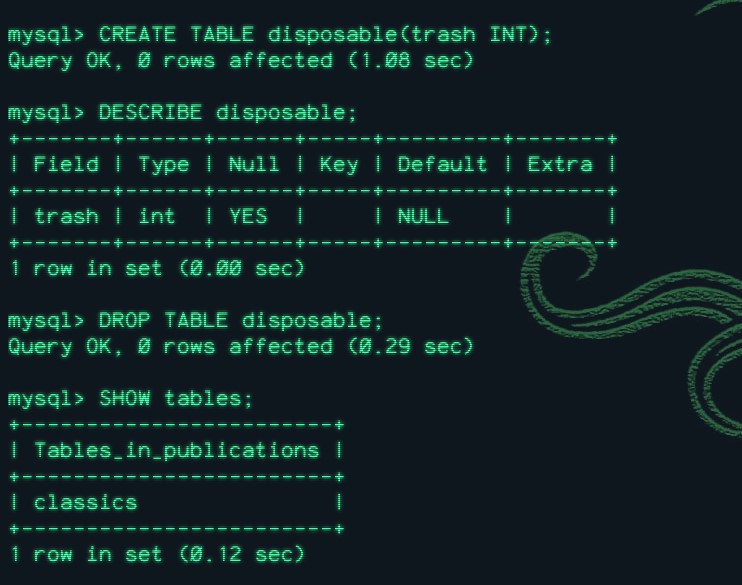 mysql> CREATE TABLE disposable(trash INT);
Query OK, 0 rows affected (1.08 sec)
mysql> DESCRIBE disposable;
+-------+------+------+-----+---------+-------+
| Field | Type | Null | Key | Default | Extra |
+-------+------+------+-----+---------+-------+
| trash | int  | YES  |     | NULL    |       |
+-------+------+------+-----+---------+-------+
1 row in set (0.00 sec)
mysql> DROP TABLE disposable;
Query OK, 0 rows affected (0.29 sec)
mysql> SHOW tables;
+------------------------+
| Tables_in_publications |
+------------------------+
| classics               |
+------------------------+
1 row in set (0.12 sec)